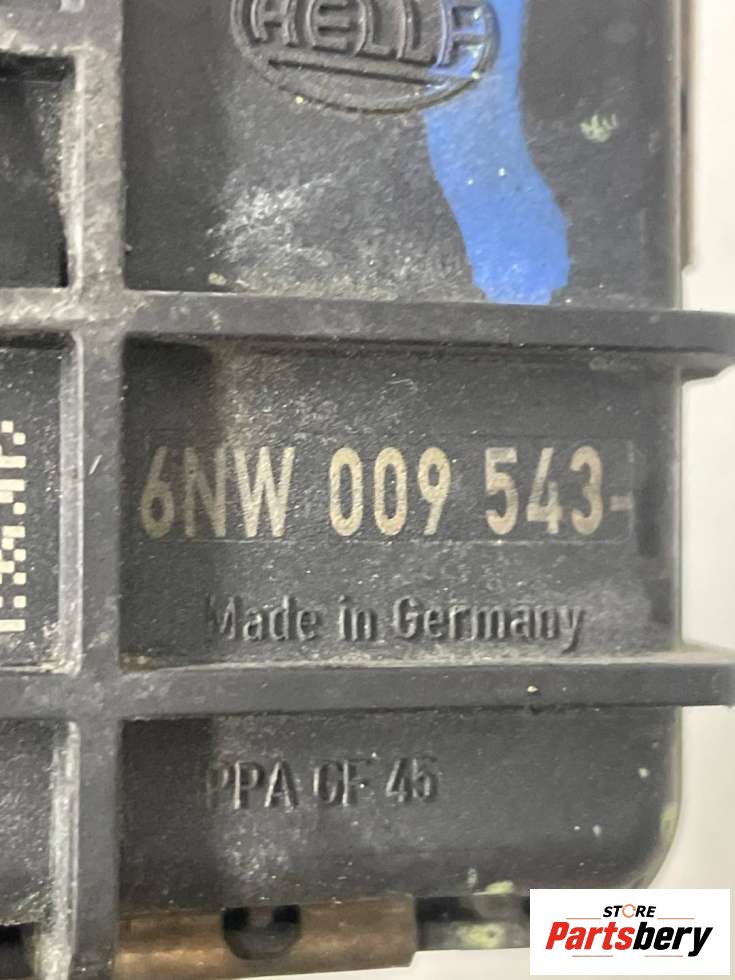 HELLA
6NW 009 543-
Made in Germany
PPA GF 45
STORE
Partsbery